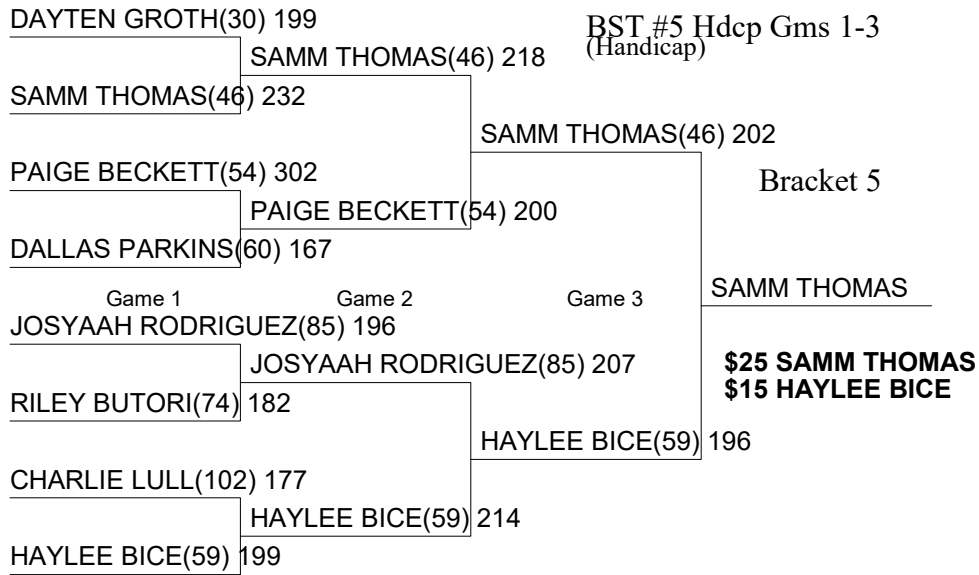 DAYTEN GROTH(30) 199
BST #5 Hdcp Gms 1-3
(Handicap)
SAMM THOMAS(46) 218
SAMM THOMAS(46) 232
SAMM THOMAS(46) 202
PAIGE BECKETT(54) 302
Bracket 5
PAIGE BECKETT(54) 200
DALLAS PARKINS(60) 167
Game 1 Game 2 Game 3
SAMM THOMAS
JOSYAAH RODRIGUEZ(85) 196
JOSYAAH RODRIGUEZ(85) 207
$25 SAMM THOMAS
$15 HAYLEE BICE
RILEY BUTORI(74) 182
HAYLEE BICE(59) 196
CHARLIE LULL(102) 177
HAYLEE BICE(59) 214
HAYLEE BICE(59) 199